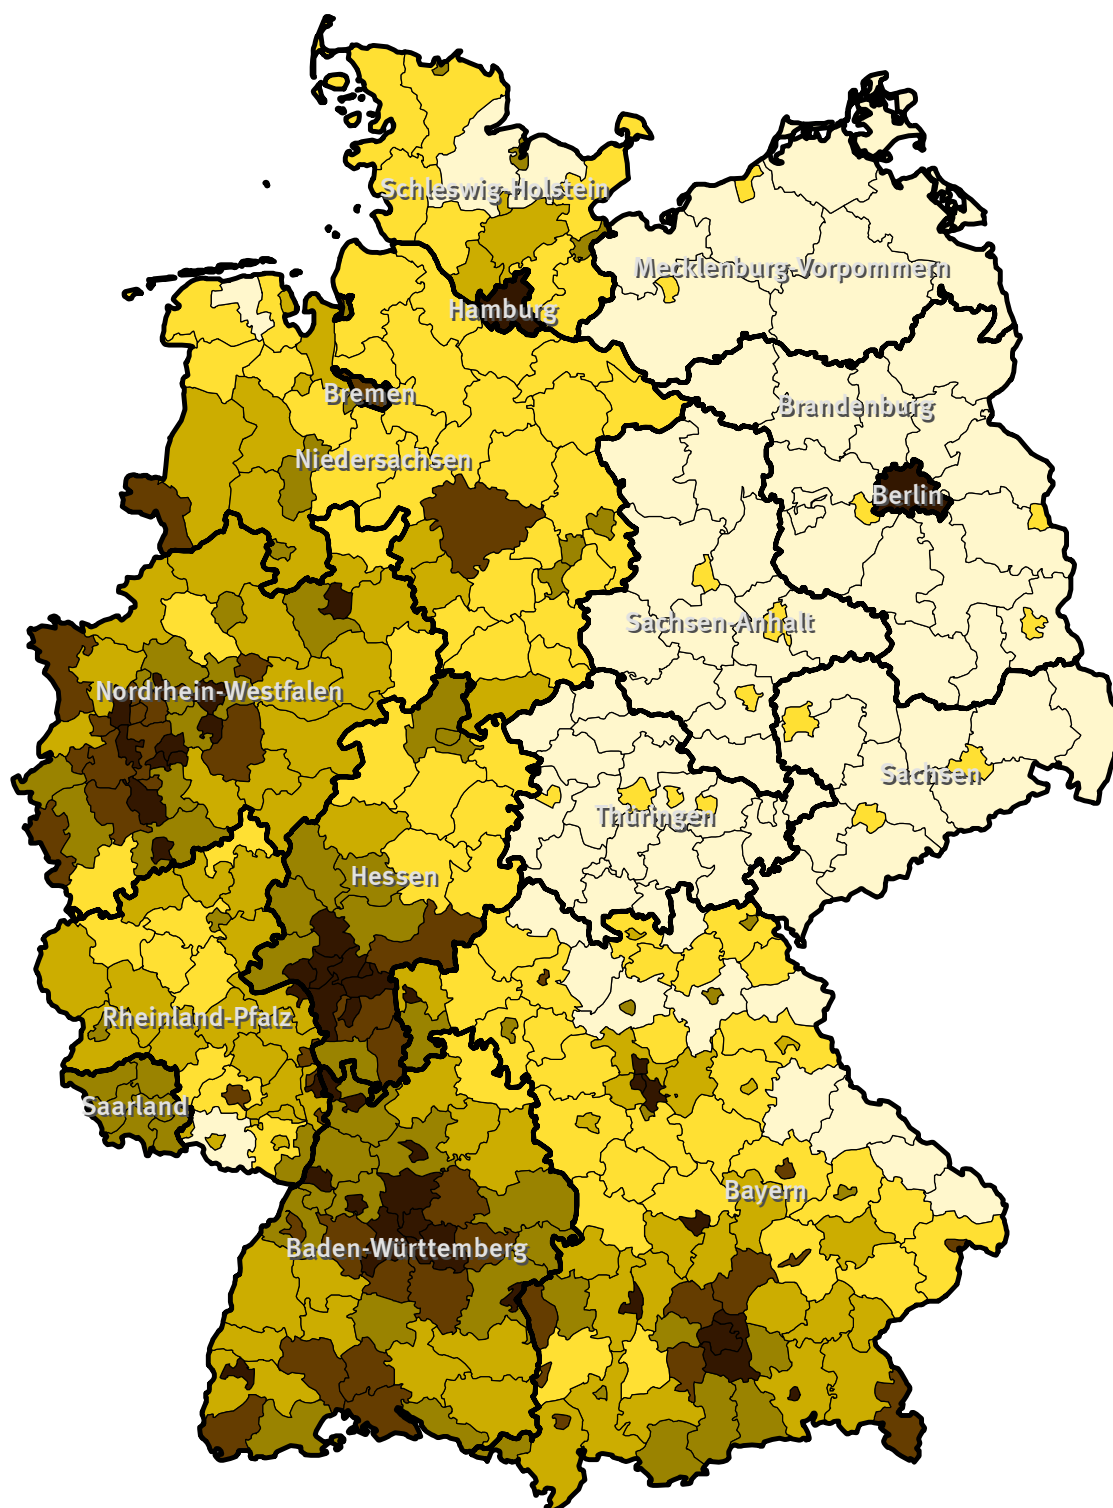 Schleswig-Holstein
Mecklenburg-Vorpommern
Hamburg
Bremen
Brandenburg
Niedersachsen
Berlin
Sachsen-Anhalt
Nordrhein-Westfalen
Sachsen
Thüringen
Hessen
Rheinland-Pfalz
Saarland
Bayern
Baden-Württemberg